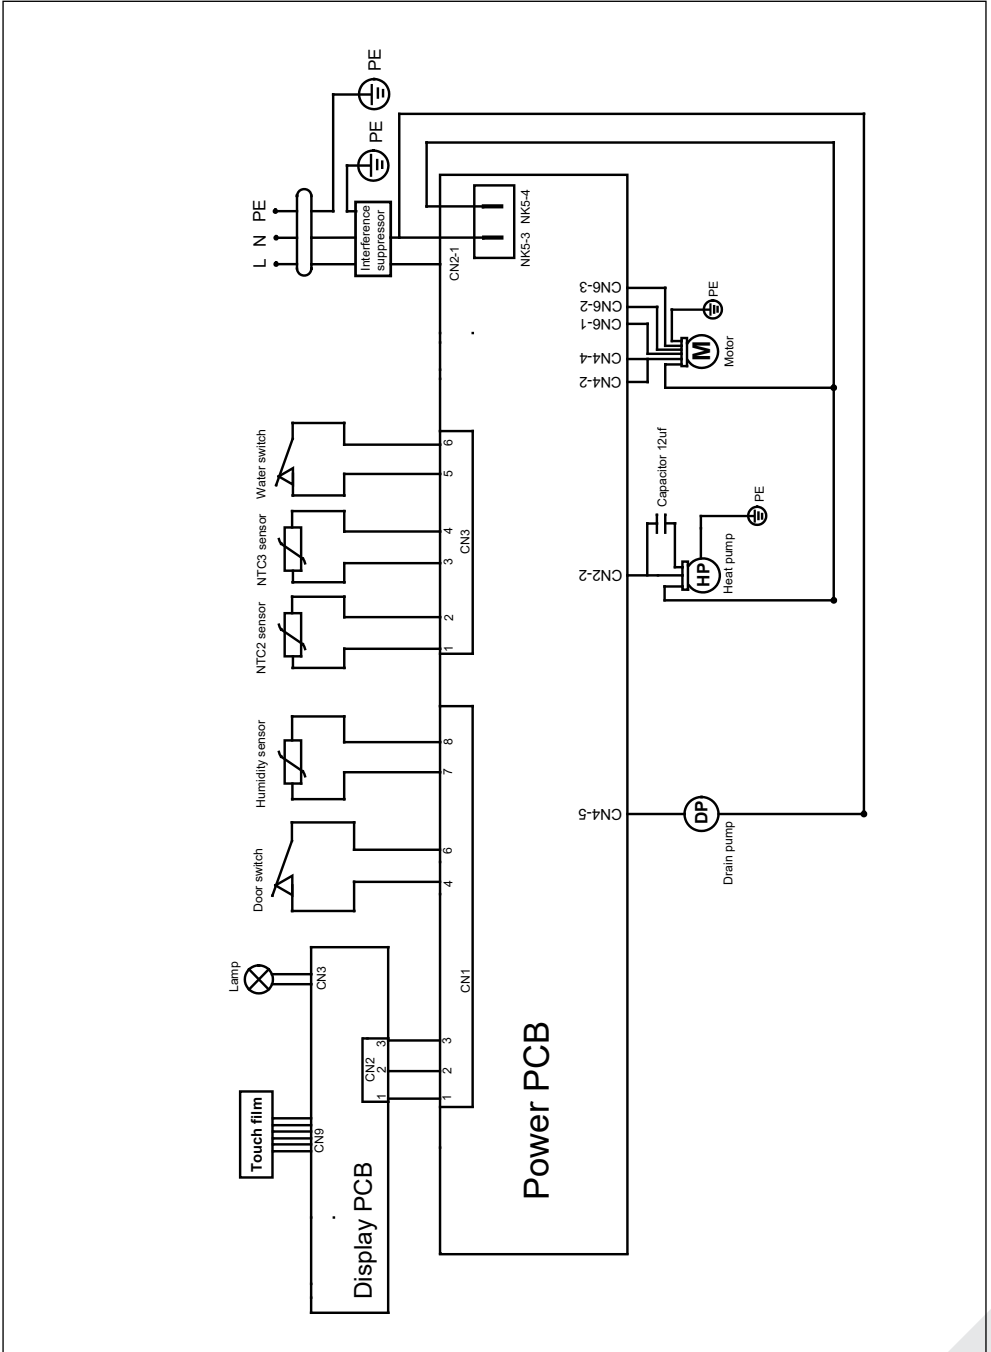 PE
PE
L
N
PE
Interference
suppressor
CN2-1
NK5-3
NK5-4
CN6-3
CN6-2
CN6-1
CN4-4
CN4-2
M
Motor
PE
Water switch
6
5
NTC3 sensor
4
3
CN3
NTC2 sensor
2
1
Capacitor 12uf
CN2-2
HP
Heat pump
PE
Humidity sensor
8
7
CN4-5
DP
Drain pump
Door switch
6
4
CN1
Lamp
CN3
CN2
3
2
1
3
2
1
Touch film
CN9
Display PCB
Power PCB